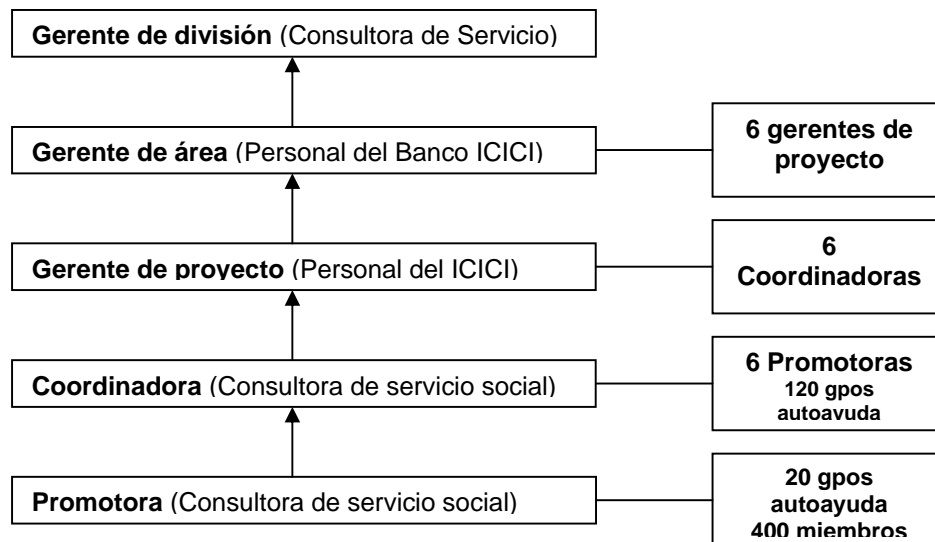 Gerente de división (Consultora de Servicio)
Gerente de área (Personal del Banco ICICI)
6 gerentes de
proyecto
Gerente de proyecto (Personal del ICICI)
6
Coordinadoras
Coordinadora (Consultora de servicio social)
6 Promotoras
120 gpos
autoayuda
Promotora (Consultora de servicio social)
20 gpos
autoayuda
400 miembros